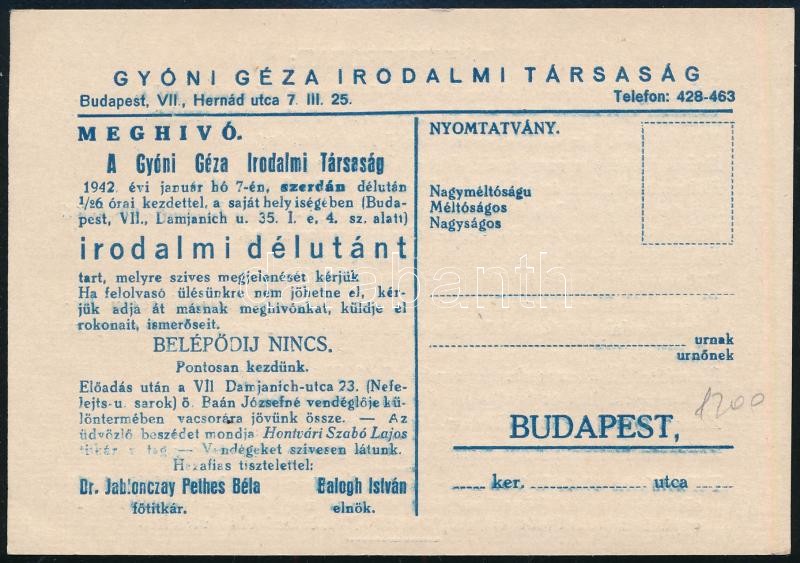 GYÓNI GÉZA IRODALMI TÁRSASÁG
Budapest, VII., Hernád utca 7. III. 25.
Telefon: 428-463
MEGHIVÓ.
A Gyóni Géza Irodalmi Társaság
1942. évi január hó 7-én, szerdán délután
1/26 órai kezdettel, a saját helyiségében (Buda-
pest, VII., Damjanich u. 35. I. e, 4. sz. alatt)
irodalmi délutánt
tart, melyre szives megjelenését kérjük
Ha felolvasó ülésünkre nem jöhetne el, kér-
jük adja át másnak meghivónkat, küldje el
rokonait, ismerőseit.
BELÉPŐDIJ NINCS.
Pontosan kezdünk.
Előadás után a VII Damjanich-utca 23. (Nefe-
lejts-u. sarok) ö. Baán Józsefné vendéglője kü-
löntermében vacsorára jövünk össze. — Az
üdvözlő beszédet mondja Hontvári Szabó Lajos
titkár tag — Vendégeket szivesen látunk.
Hazafias tisztelettel:
Dr. Jablonczay Pethes Béla
Balogh István
főtitkár.
elnök.
NYOMTATVÁNY.
Nagyméltóságu
Méltóságos
Nagyságos
urnak
urnőnek
BUDAPEST,
ker. utca
1200
darabanth